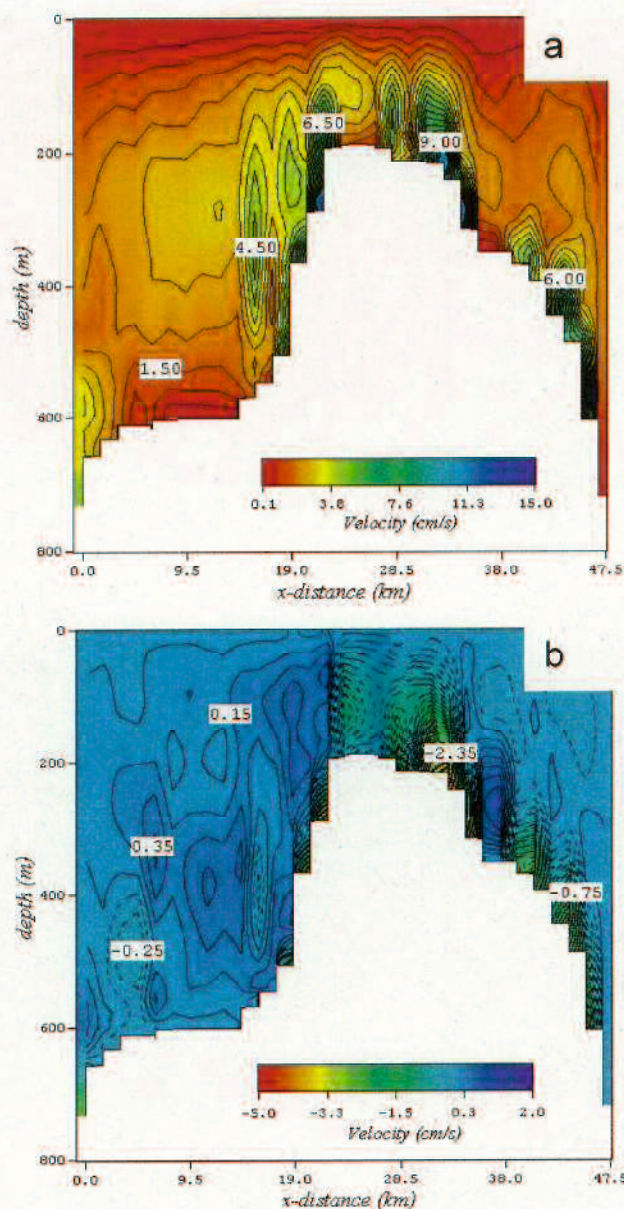 0
a
6.50
9.00
200
4.50
depth (m)
400
6.00
1.50
600
0.1 3.8 7.6 11.3 15.0
Velocity (cm/s)
800
0.0 9.5 19.0 28.5 38.0 47.5
x-distance (km)
0
b
0.15
-2.35
200
0.35
depth (m)
400
-0.75
-0.25
600
-5.0 -3.3 -1.5 0.3 2.0
Velocity (cm/s)
800
0.0 9.5 19.0 28.5 38.0 47.5
x-distance (km)